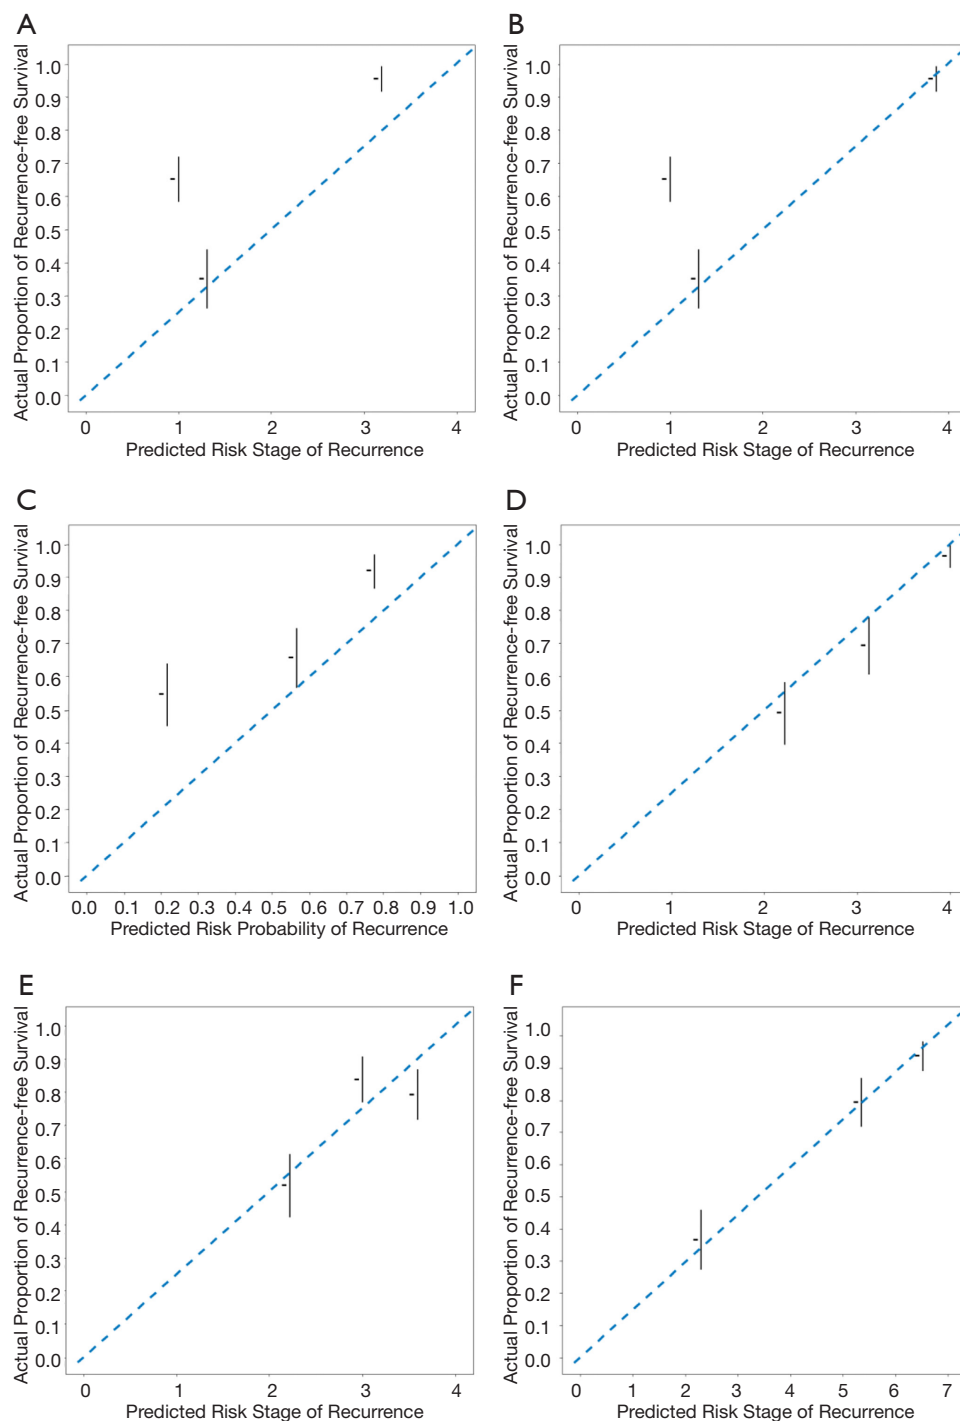 A
Actual Proportion of Recurrence-free Survival
1.0
0.9
0.8
0.7
0.6
0.5
0.4
0.3
0.2
0.1
0.0
0 1 2 3 4
Predicted Risk Stage of Recurrence
B
Actual Proportion of Recurrence-free Survival
1.0
0.9
0.8
0.7
0.6
0.5
0.4
0.3
0.2
0.1
0.0
0 1 2 3 4
Predicted Risk Stage of Recurrence
C
Actual Proportion of Recurrence-free Survival
1.0
0.9
0.8
0.7
0.6
0.5
0.4
0.3
0.2
0.1
0.0
0.0 0.1 0.2 0.3 0.4 0.5 0.6 0.7 0.8 0.9 1.0
Predicted Risk Probability of Recurrence
D
Actual Proportion of Recurrence-free Survival
1.0
0.9
0.8
0.7
0.6
0.5
0.4
0.3
0.2
0.1
0.0
0 1 2 3 4
Predicted Risk Stage of Recurrence
E
Actual Proportion of Recurrence-free Survival
1.0
0.9
0.8
0.7
0.6
0.5
0.4
0.3
0.2
0.1
0.0
0 1 2 3 4
Predicted Risk Stage of Recurrence
F
Actual Proportion of Recurrence-free Survival
1.0
0.9
0.8
0.7
0.6
0.5
0.4
0.3
0.2
0.1
0.0
0 1 2 3 4 5 6 7
Predicted Risk Stage of Recurrence